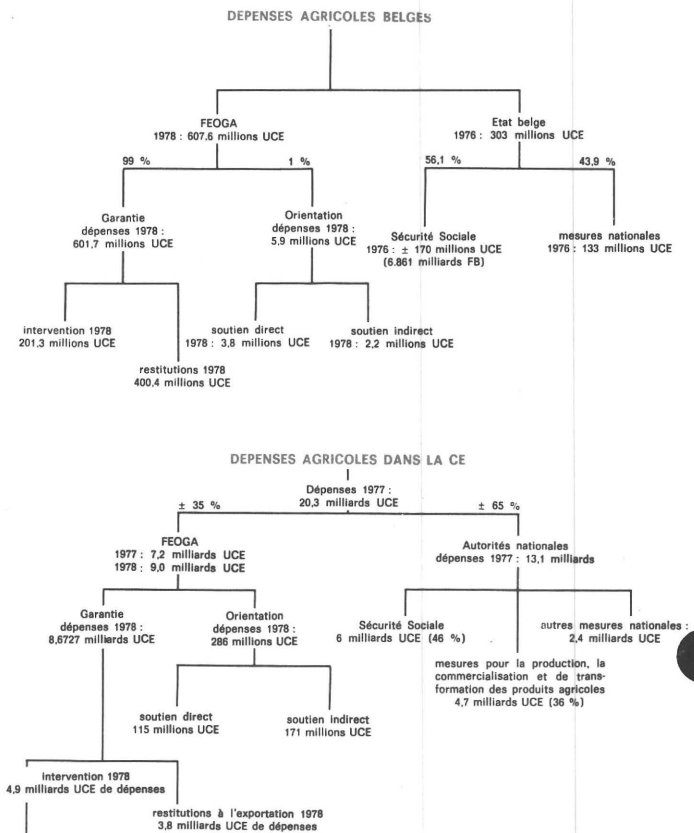 DEPENSES AGRICOLES BELGES
FEOGA
1978 : 607.6 millions UCE
Etat belge
1976 : 303 millions UCE
99 %
1 %
56,1 %
43,9 %
Garantie
dépenses 1978 :
601,7 millions UCE
Orientation
dépenses 1978 :
5,9 millions UCE
Sécurité Sociale
1976 : ± 170 millions UCE
(6.861 milliards FB)
mesures nationales
1976 : 133 millions UCE
intervention 1978
201,3 millions UCE
restitutions 1978
400,4 millions UCE
soutien direct
1978 : 3,8 millions UCE
soutien indirect
1978 : 2,2 millions UCE
DEPENSES AGRICOLES DANS LA CE
Dépenses 1977 :
20,3 milliards UCE
± 35 %
± 65 %
FEOGA
1977 : 7,2 milliards UCE
1978 : 9,0 milliards UCE
Autorités nationales
dépenses 1977 : 13,1 milliards
Garantie
dépenses 1978 :
8,6727 milliards UCE
Orientation
dépenses 1978 :
286 millions UCE
Sécurité Sociale
6 milliards UCE (46 %)
mesures pour la production, la
commercialisation et de trans-
formation des produits agricoles
4,7 milliards UCE (36 %)
autres mesures nationales :
2,4 milliards UCE
soutien direct
115 millions UCE
soutien indirect
171 millions UCE
intervention 1978
4,9 milliards UCE de dépenses
restitutions à l'exportation 1978
3,8 milliards UCE de dépenses